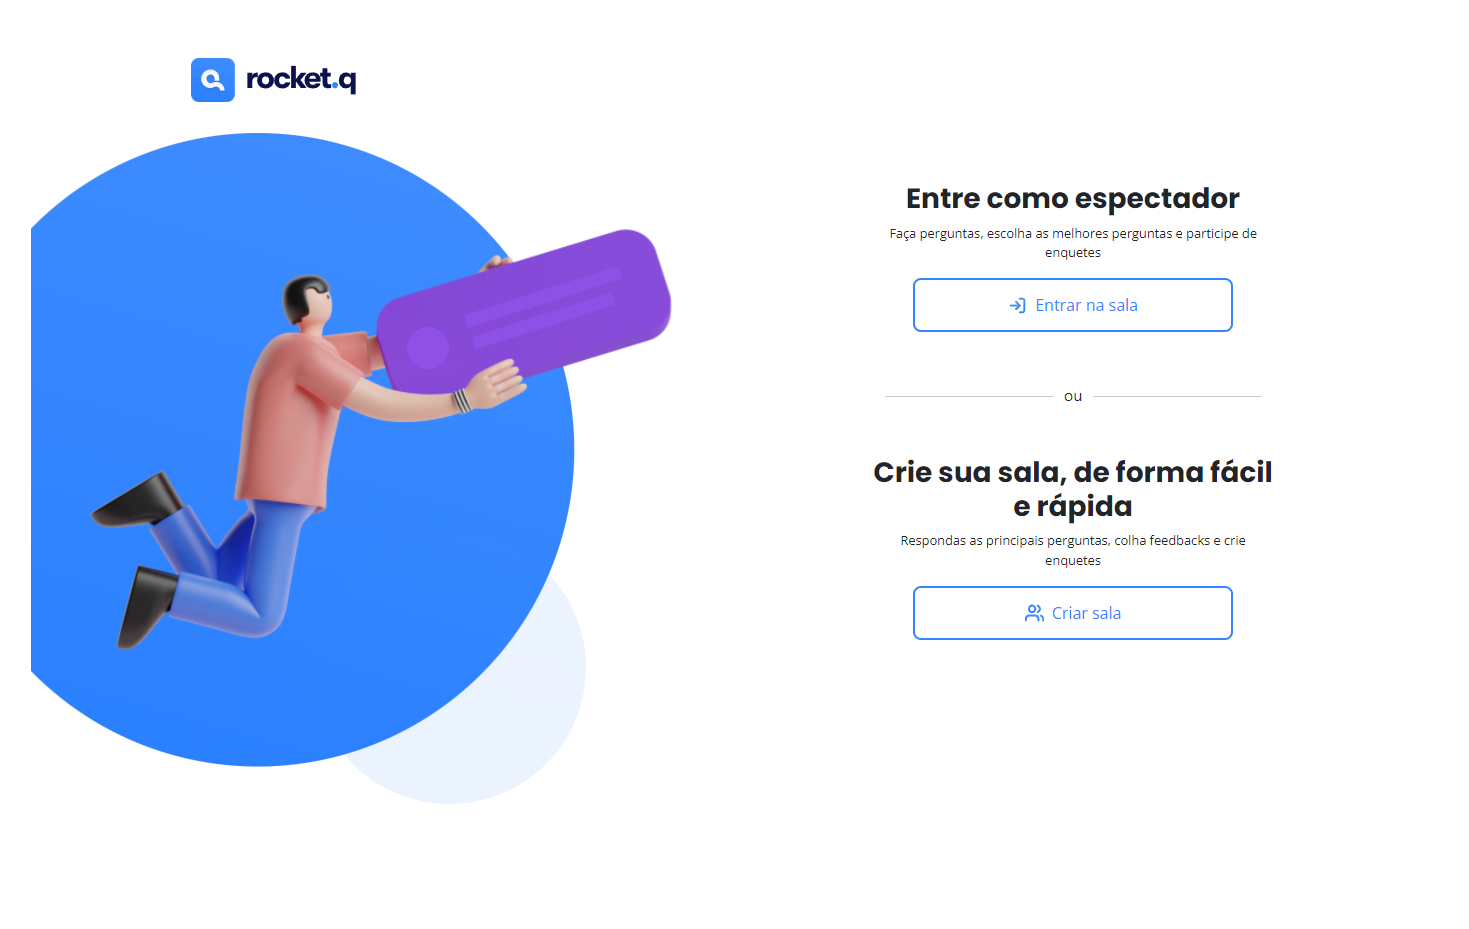 rocket.q
Entre como espectador
Faça perguntas, escolha as melhores perguntas e participe de
enquetes
Entrar na sala
ou
Crie sua sala, de forma fácil
e rápida
Respondas as principais perguntas, colha feedbacks e crie
enquetes
Criar sala